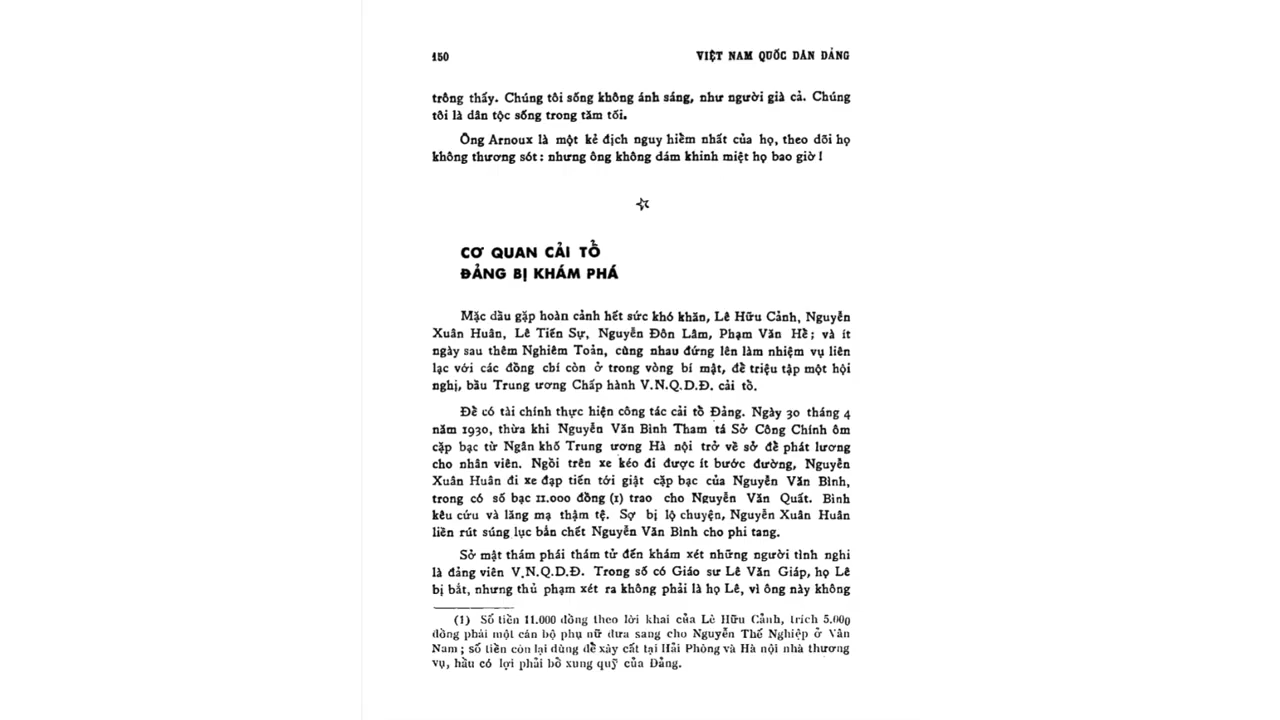 150 VIỆT NAM QUỐC DÂN ĐẢNG
trông thấy. Chúng tôi sống không ánh sáng, như người già cả. Chúng
tôi là dân tộc sống trong tăm tối.
Ông Arnoux là một kẻ địch nguy hiểm nhất của họ, theo dõi họ
không thương sót : nhưng ông không dám khinh miệt họ bao giờ !
CƠ QUAN CẢI TỔ
ĐẢNG BỊ KHÁM PHÁ
Mặc dầu gặp hoàn cảnh hết sức khó khăn, Lê Hữu Cảnh, Nguyễn
Xuân Huân, Lê Tiến Sự, Nguyễn Đôn Lâm, Phạm Văn Hề ; và ít
ngày sau thêm Nghiêm Toản, cùng nhau đứng lên làm nhiệm vụ liên
lạc với các đồng chí còn ở trong vòng bí mật, để triệu tập một hội
nghị, bầu Trung ương Chấp hành V.N.Q.D.Đ. cải tổ.
Để có tài chính thực hiện công tác cải tổ Đảng. Ngày 30 tháng 4
năm 1930, thừa khi Nguyễn Văn Bình Tham tá Sở Công Chính ôm
cặp bạc từ Ngân khố Trung ương Hà nội trở về sở để phát lương
cho nhân viên. Ngồi trên xe kéo đi được ít bước đường, Nguyễn
Xuân Huân đi xe đạp tiến tới giật cặp bạc của Nguyễn Văn Bình,
trong có số bạc 11.000 đồng (1) trao cho Nguyễn Văn Quất. Bình
kêu cứu và lăng mạ thậm tệ. Sợ bị lộ chuyện, Nguyễn Xuân Huân
liền rút súng lục bắn chết Nguyễn Văn Bình cho phi tang.
Sở mật thám phái thám tử đến khám xét những người tình nghi
là đảng viên V.N.Q.D.Đ. Trong số có Giáo sư Lê Văn Giáp, họ Lê
bị bắt, nhưng thủ phạm xét ra không phải là họ Lê, vì ông này không
(1) Số tiền 11.000 đồng theo lời khai của Lê Hữu Cảnh, trích 5.000
đồng phái một cán bộ phụ nữ đưa sang cho Nguyễn Thế Nghiệp ở Vân
Nam ; số tiền còn lại dùng để xây cất tại Hải Phòng và Hà nội nhà thương
vụ, hầu có lợi phải bổ xung quỹ của Đảng.